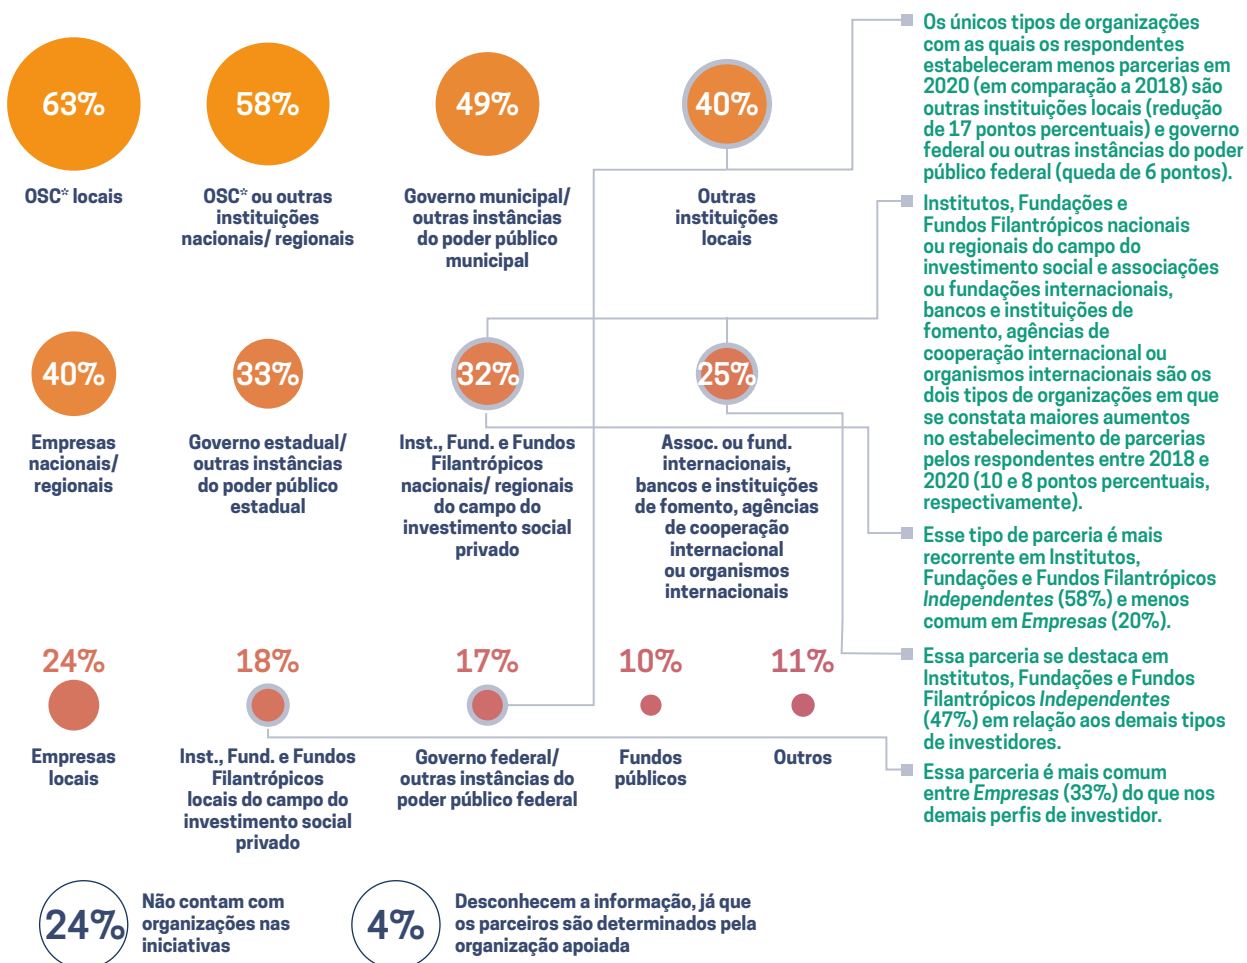 63%
OSC* locais
58%
OSC* ou outras
instituições
nacionais/ regionais
49%
Governo municipal/
outras instâncias
do poder público
municipal
40%
Outras
instituições
locais
40%
Empresas
nacionais/
regionais
33%
Governo estadual/
outras instâncias
do poder público
estadual
32%
Inst., Fund. e Fundos
Filantrópicos
nacionais/ regionais
do campo do
investimento social
privado
25%
Assoc. ou fund.
internacionais,
bancos e instituições
de fomento, agências
de cooperação
internacional
ou organismos
internacionais
24%
Empresas
locais
18%
Inst., Fund. e Fundos
Filantrópicos
locais do campo do
investimento social
privado
17%
Governo federal/
outras instâncias do
poder público federal
10%
Fundos
públicos
11%
Outros
24%
Não contam com
organizações nas
iniciativas
4%
Desconhecem a informação, já que
os parceiros são determinados pela
organização apoiada
Os únicos tipos de organizações
com as quais os respondentes
estabeleceram menos parcerias em
2020 (em comparação a 2018) são
outras instituições locais (redução
de 17 pontos percentuais) e governo
federal ou outras instâncias do poder
público federal (queda de 6 pontos).
Institutos, Fundações e
Fundos Filantrópicos nacionais
ou regionais do campo do
investimento social e associações
ou fundações internacionais,
bancos e instituições de
fomento, agências de
cooperação internacional ou
organismos internacionais são os
dois tipos de organizações em que
se constata maiores aumentos
no estabelecimento de parcerias
pelos respondentes entre 2018 e
2020 (10 e 8 pontos percentuais,
respectivamente).
Esse tipo de parceria é mais
recorrente em Institutos,
Fundações e Fundos Filantrópicos
Independentes (58%) e menos
comum em Empresas (20%).
Essa parceria se destaca em
Institutos, Fundações e Fundos
Filantrópicos Independentes
(47%) em relação aos demais tipos
de investidores.
Essa parceria é mais comum
entre Empresas (33%) do que nos
demais perfis de investidor.